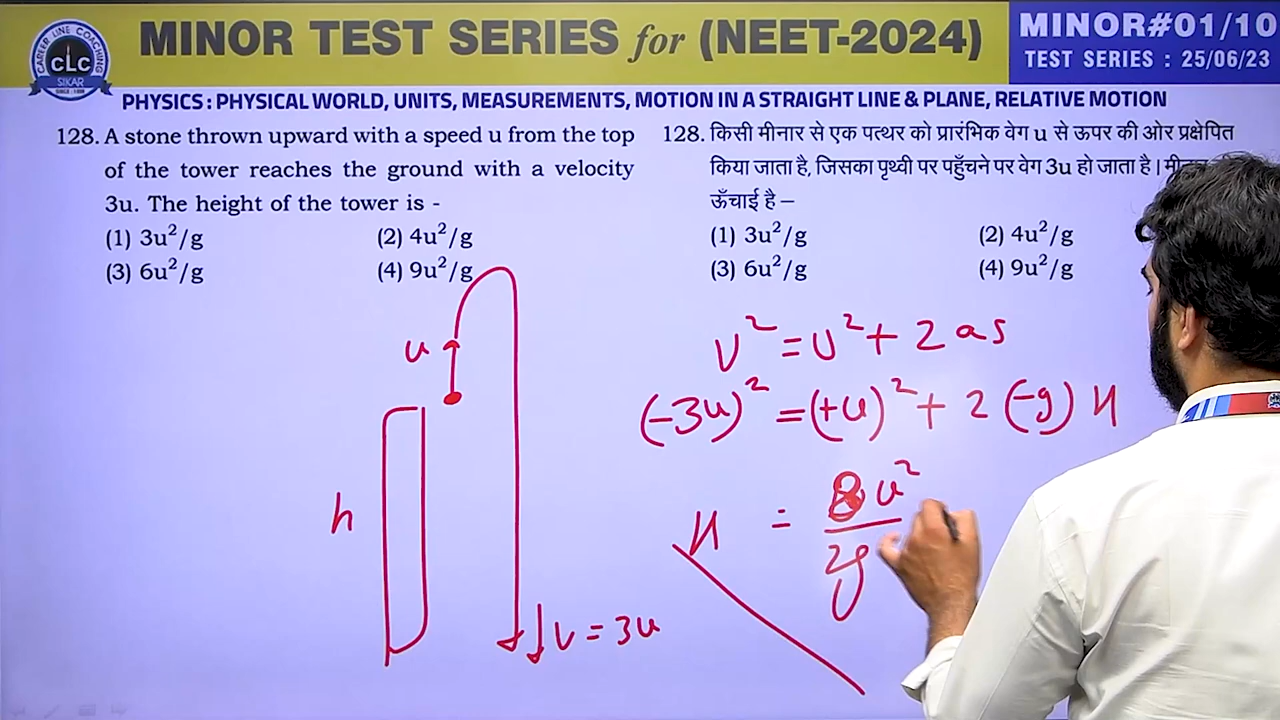 CAREER LINE COACHING
CLC
SIKAR
SINCE : 1996
MINOR TEST SERIES for (NEET-2024)
MINOR#01/10
TEST SERIES : 25/06/23
PHYSICS : PHYSICAL WORLD, UNITS, MEASUREMENTS, MOTION IN A STRAIGHT LINE & PLANE, RELATIVE MOTION
128. A stone thrown upward with a speed u from the top
of the tower reaches the ground with a velocity
3u. The height of the tower is -
(1) 3u²/g (2) 4u²/g
(3) 6u²/g (4) 9u²/g
128. किसी मीनार से एक पत्थर को प्रारंभिक वेग u से ऊपर की ओर प्रक्षेपित
किया जाता है, जिसका पृथ्वी पर पहुँचने पर वेग 3u हो जाता है।
ऊँचाई है –
(1) 3u²/g (2) 4u²/g
(3) 6u²/g (4) 9u²/g
u
h
v = 3u
v² = u² + 2as
(-3u)² = (+u)² + 2(-g) H
H = 8u²
2g